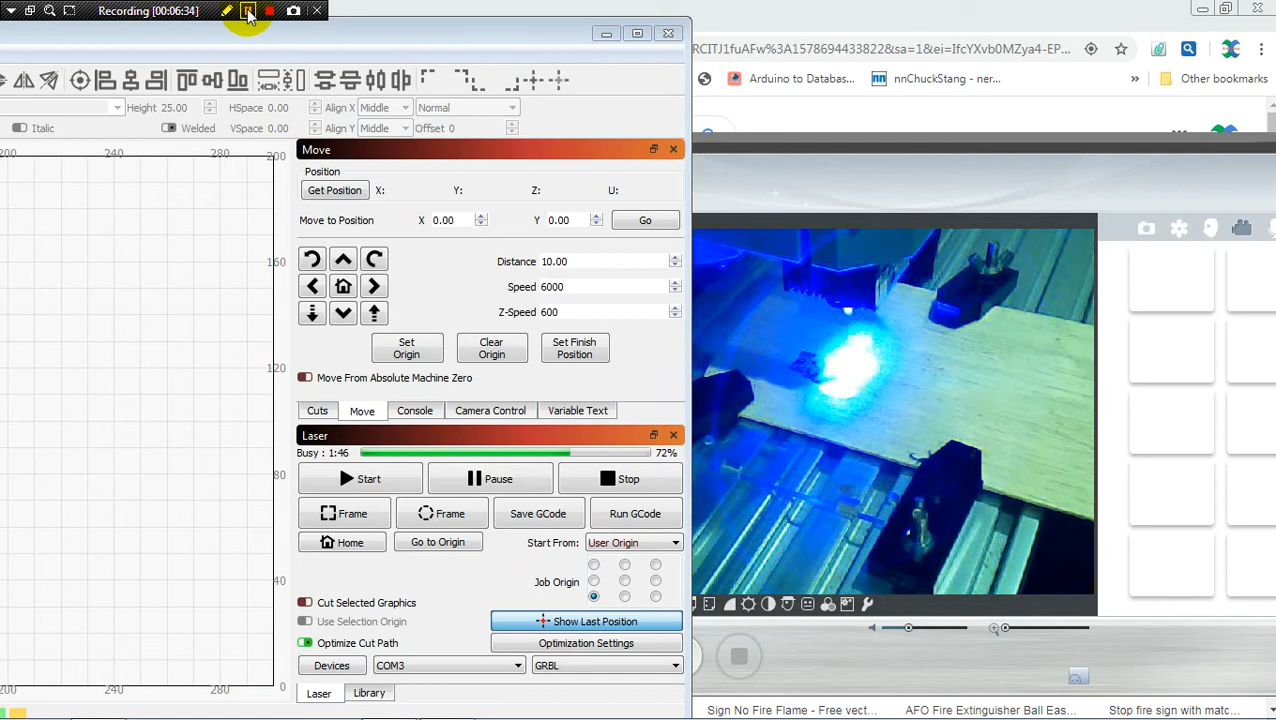 Recording [00:06:34]
RCITJ1fuAFw%3A1578694433822&sa=1&ei=IfcYXvb0MZya4-EP...
Arduino to Databas... nn nnChuckStang - ner... » Other bookmarks
Height 25.00 HSpace 0.00 Align X Middle Normal
Italic Welded VSpace 0.00 Align Y Middle Offset 0
200 240 280 200
Move
Position
Get Position X: Y: Z: U:
Move to Position X 0.00 Y 0.00 Go
160
Distance 10.00
Speed 6000
Z-Speed 600
120
Set Origin Clear Origin Set Finish Position
Move From Absolute Machine Zero
Cuts Move Console Camera Control Variable Text
Laser
Busy : 1:46 72%
80
Start Pause Stop
Frame Frame Save GCode Run GCode
Home Go to Origin Start From: User Origin
40
Job Origin
Cut Selected Graphics
Use Selection Origin Show Last Position
Optimize Cut Path Optimization Settings
Devices COM3 GRBL
200 240 280 0
Laser Library
Sign No Fire Flame - Free vect... AFO Fire Extinguisher Ball Eas... Stop fire sign with matc...